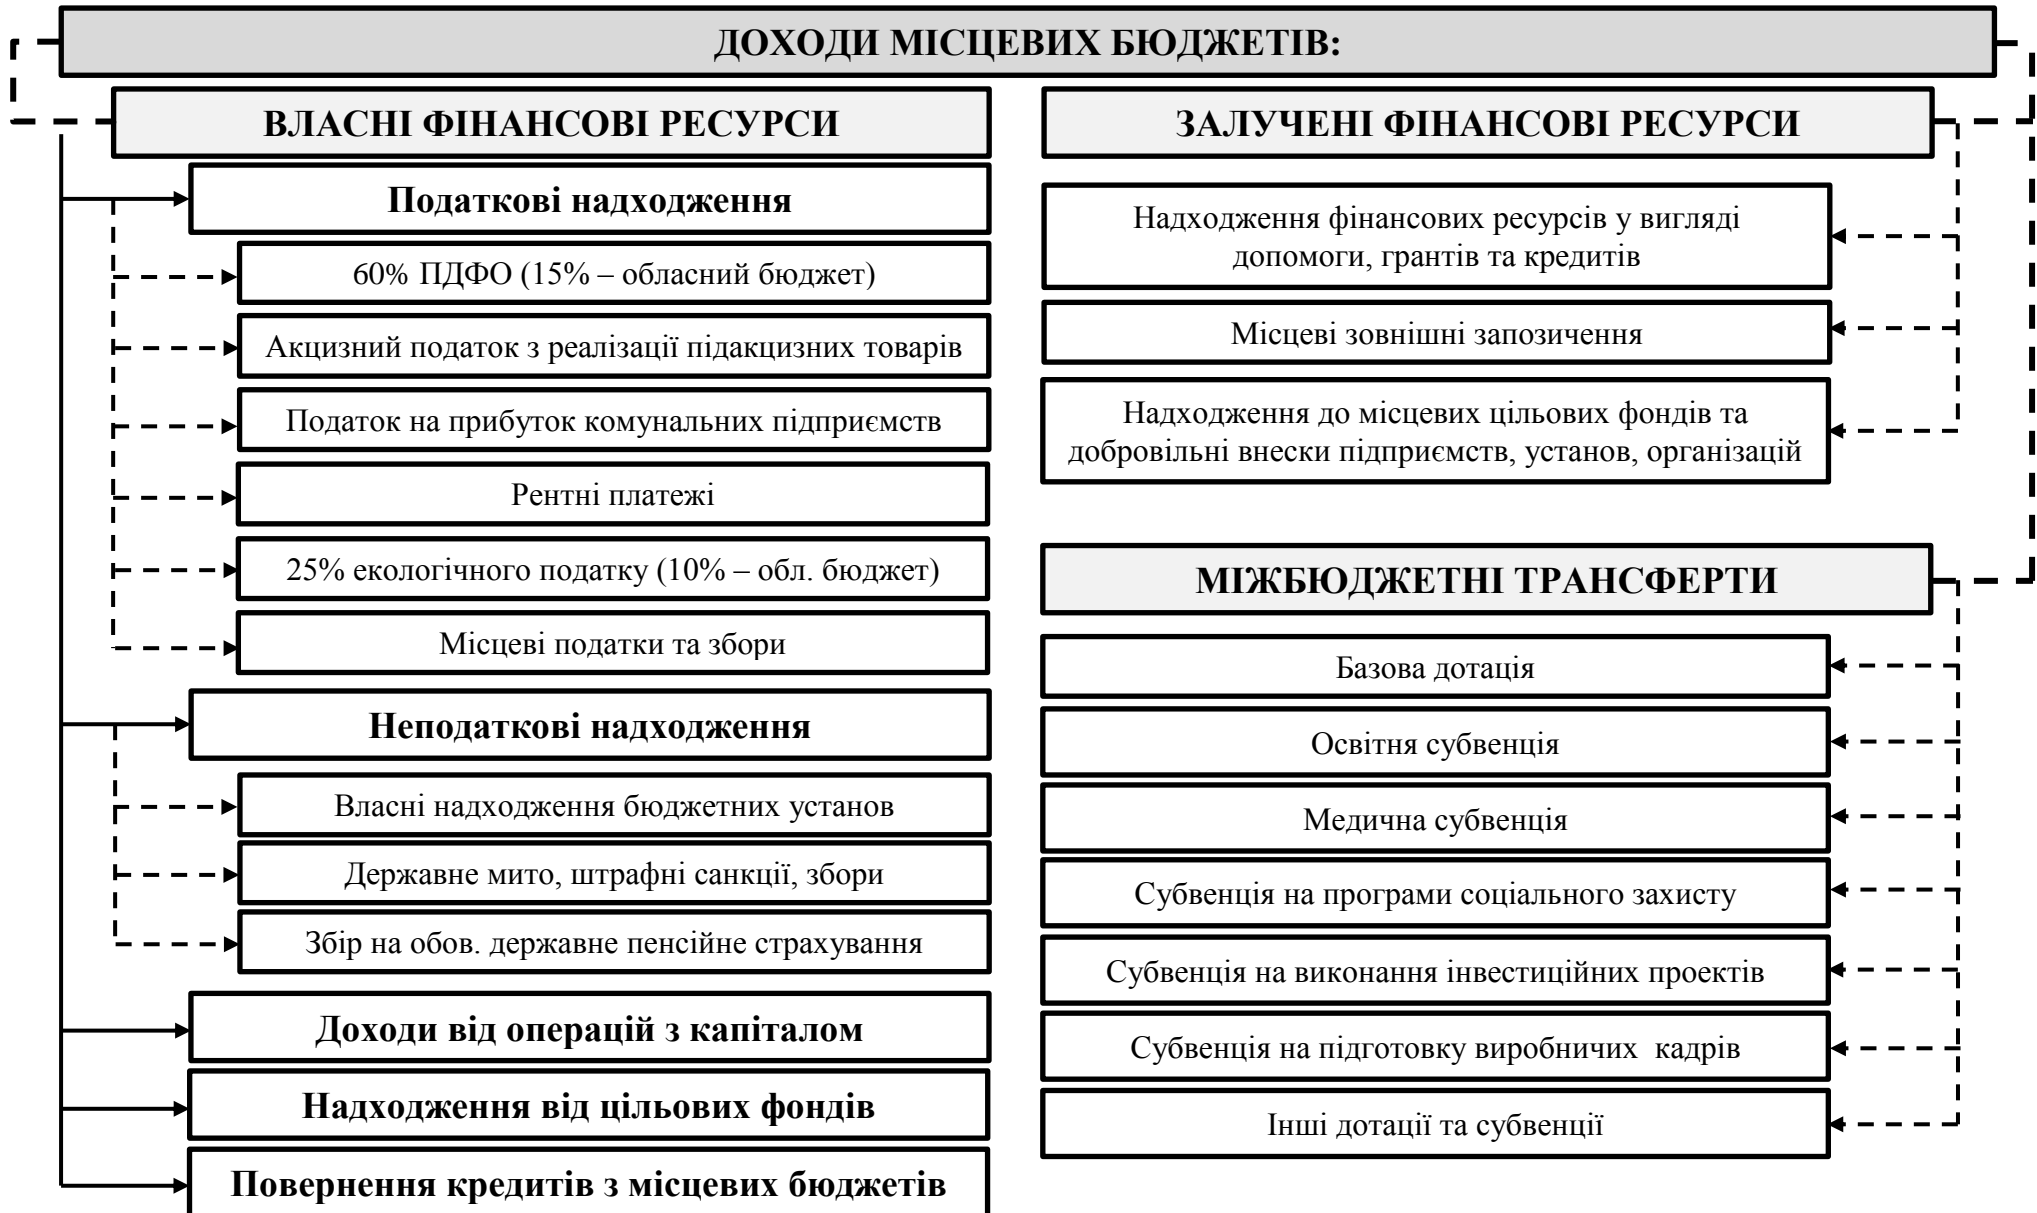 ДОХОДИ МІСЦЕВИХ БЮДЖЕТІВ:
ВЛАСНІ ФІНАНСОВІ РЕСУРСИ
Податкові надходження
60% ПДФО (15% – обласний бюджет)
Акцизний податок з реалізації підакцизних товарів
Податок на прибуток комунальних підприємств
Рентні платежі
25% екологічного податку (10% – обл. бюджет)
Місцеві податки та збори
Неподаткові надходження
Власні надходження бюджетних установ
Державне мито, штрафні санкції, збори
Збір на обов. державне пенсійне страхування
Доходи від операцій з капіталом
Надходження від цільових фондів
Повернення кредитів з місцевих бюджетів
ЗАЛУЧЕНІ ФІНАНСОВІ РЕСУРСИ
Надходження фінансових ресурсів у вигляді
допомоги, грантів та кредитів
Місцеві зовнішні запозичення
Надходження до місцевих цільових фондів та
добровільні внески підприємств, установ, організацій
МІЖБЮДЖЕТНІ ТРАНСФЕРТИ
Базова дотація
Освітня субвенція
Медична субвенція
Субвенція на програми соціального захисту
Субвенція на виконання інвестиційних проектів
Субвенція на підготовку виробничих кадрів
Інші дотації та субвенції